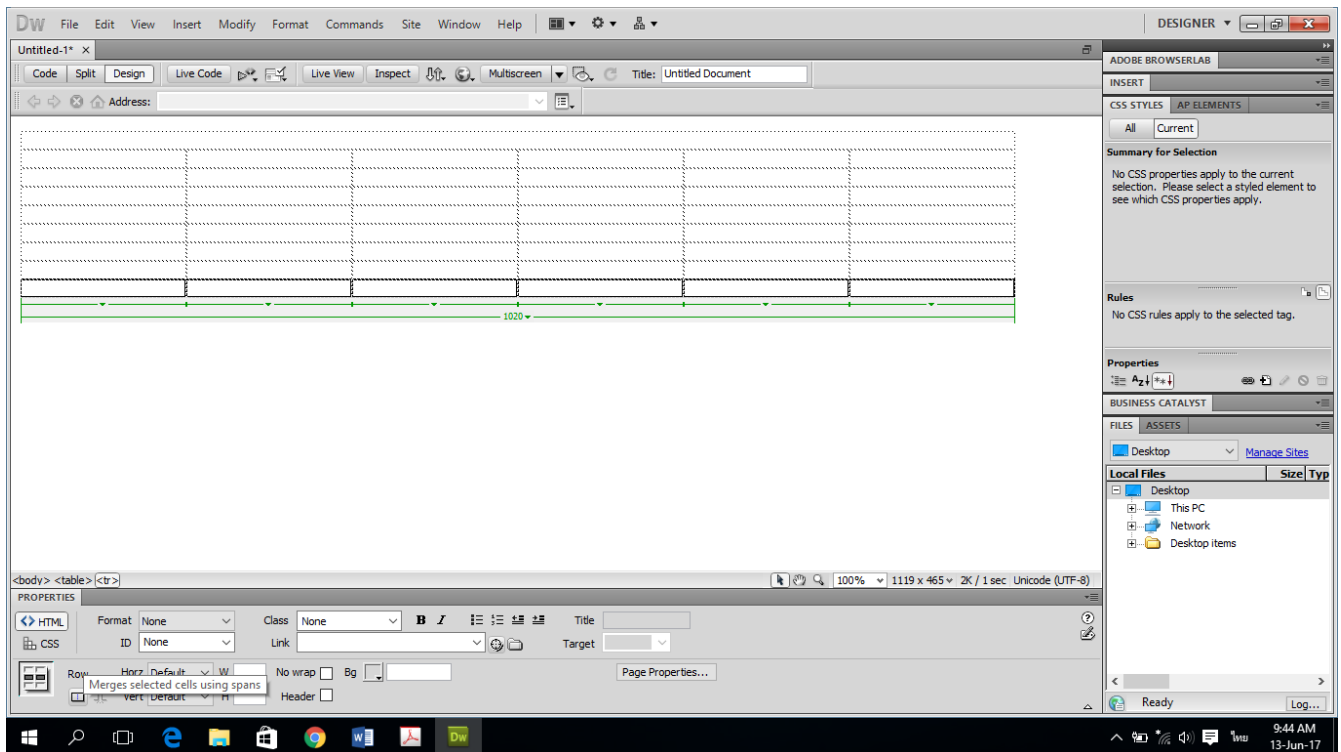 DW File Edit View Insert Modify Format Commands Site Window Help DESIGNER
Untitled-1*
Code Split Design Live Code Live View Inspect Multiscreen Title: Untitled Document
Address:
1020
<body> <table> <tr> 100% 1119 x 465 2K / 1 sec Unicode (UTF-8)
PROPERTIES
HTML Format None Class None B I Title
CSS ID None Link Target
Row Horz Default W No wrap Bg Page Properties...
Merges selected cells using spans
Vert Default H Header
ADOBE BROWSERLAB
INSERT
CSS STYLES AP ELEMENTS
All Current
Summary for Selection
No CSS properties apply to the current
selection. Please select a styled element to
see which CSS properties apply.
Rules
No CSS rules apply to the selected tag.
Properties
BUSINESS CATALYST
FILES ASSETS
Desktop Manage Sites
Local Files Size Typ
Desktop
This PC
Network
Desktop items
Ready Log...
Dw ไทย 9:44 AM
13-Jun-17